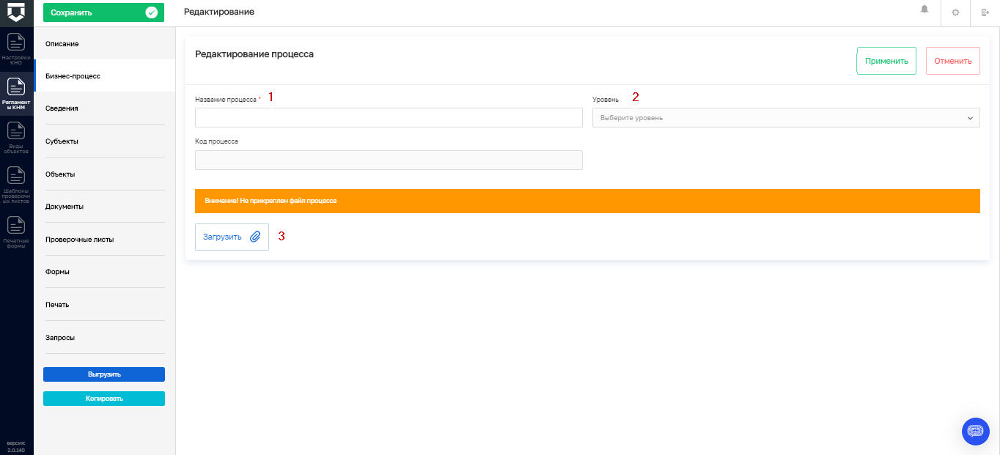 Сохранить
Редактирование
Настройки
КНО
Регламент
ы КНМ
Виды
объектов
Шаблоны
проверочн
ых листов
Печатные
формы
версия:
2.0.140
Описание
Бизнес-процесс
Сведения
Субъекты
Объекты
Документы
Проверочные листы
Формы
Печать
Запросы
Выгрузить
Копировать
Редактирование процесса
Применить
Отменить
Название процесса * 1
Уровень 2
Выберите уровень
Код процесса
Внимание! Не прикреплен файл процесса
Загрузить 3